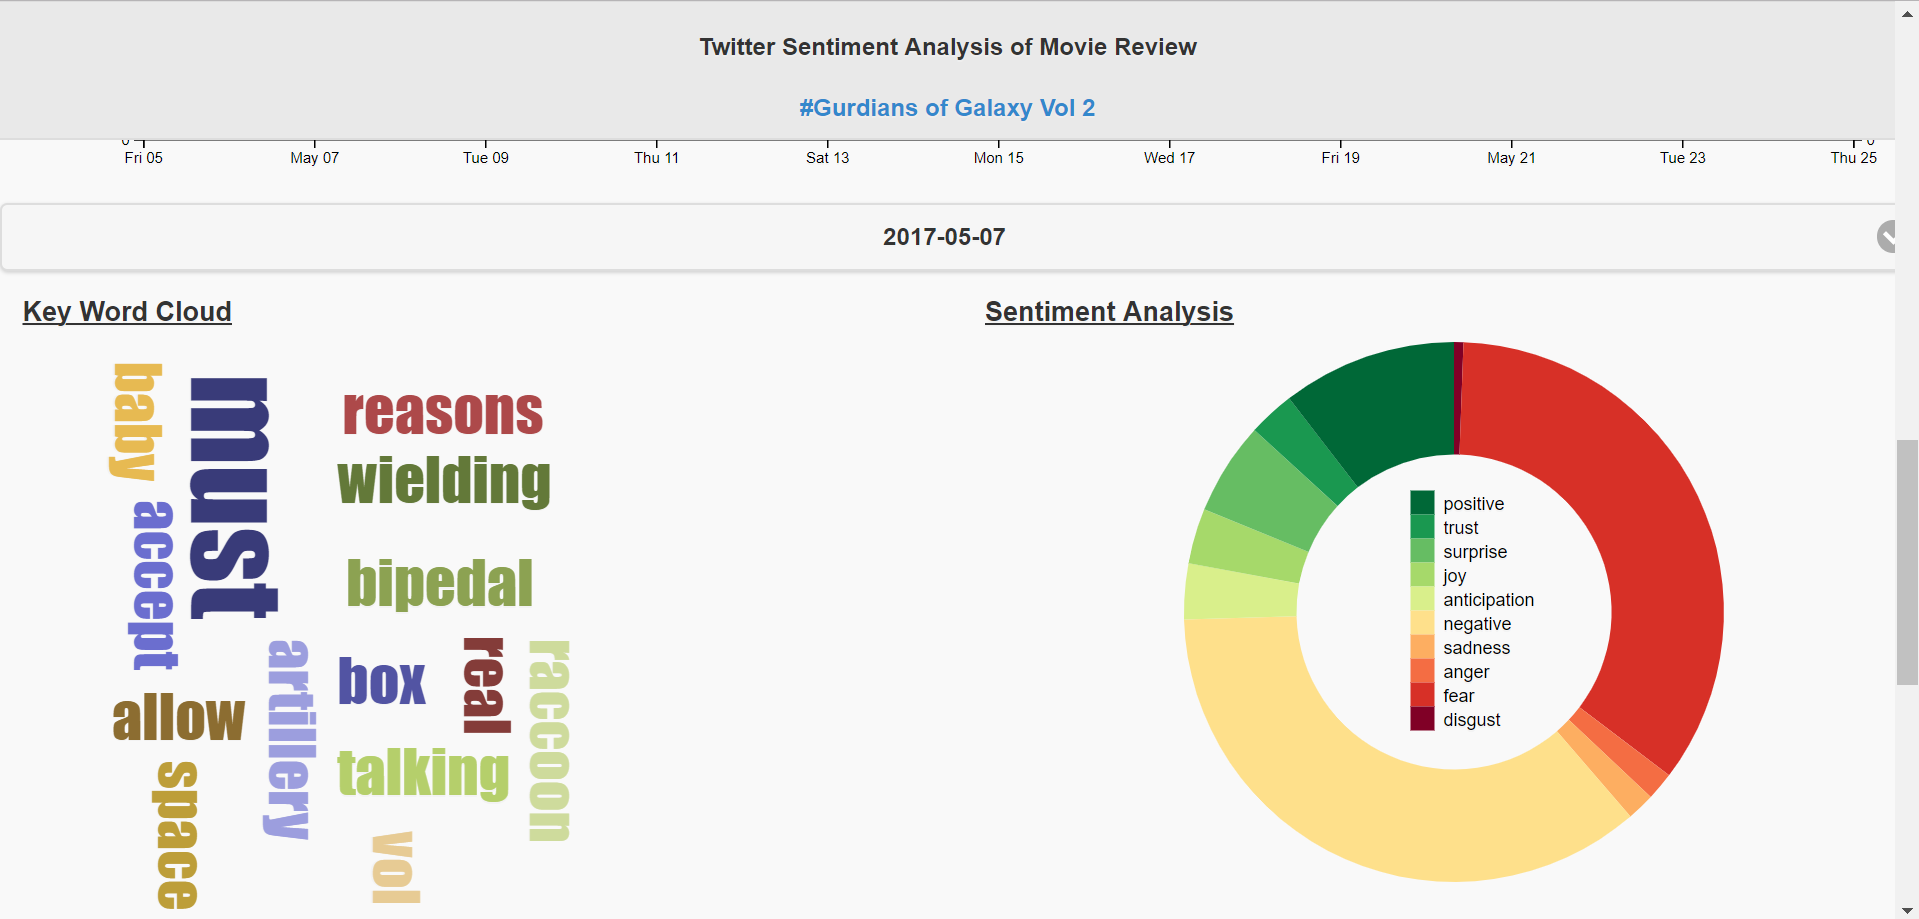 Twitter Sentiment Analysis of Movie Review
#Gurdians of Galaxy Vol 2
0 0
Fri 05 May 07 Tue 09 Thu 11 Sat 13 Mon 15 Wed 17 Fri 19 May 21 Tue 23 Thu 25
2017-05-07
Key Word Cloud
baby
must
reasons
wielding
accept
bipedal
artillery
box
real
raccoon
allow
talking
space
vol
Sentiment Analysis
positive
trust
surprise
joy
anticipation
negative
sadness
anger
fear
disgust